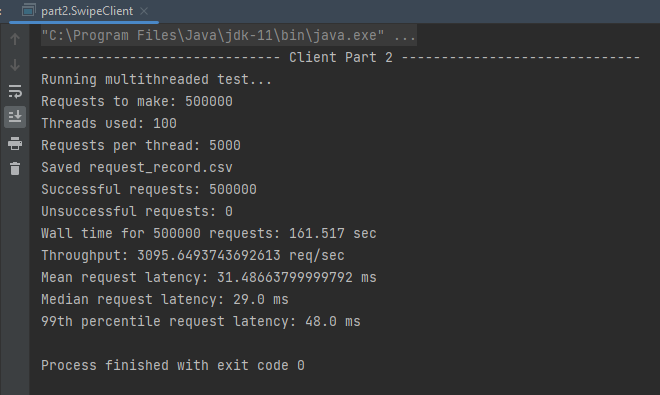 part2.SwipeClient
"C:\Program Files\Java\jdk-11\bin\java.exe" ...
------------------------------ Client Part 2 ------------------------------
Running multithreaded test...
Requests to make: 500000
Threads used: 100
Requests per thread: 5000
Saved request_record.csv
Successful requests: 500000
Unsuccessful requests: 0
Wall time for 500000 requests: 161.517 sec
Throughput: 3095.6493743692613 req/sec
Mean request latency: 31.48663799999792 ms
Median request latency: 29.0 ms
99th percentile request latency: 48.0 ms
Process finished with exit code 0